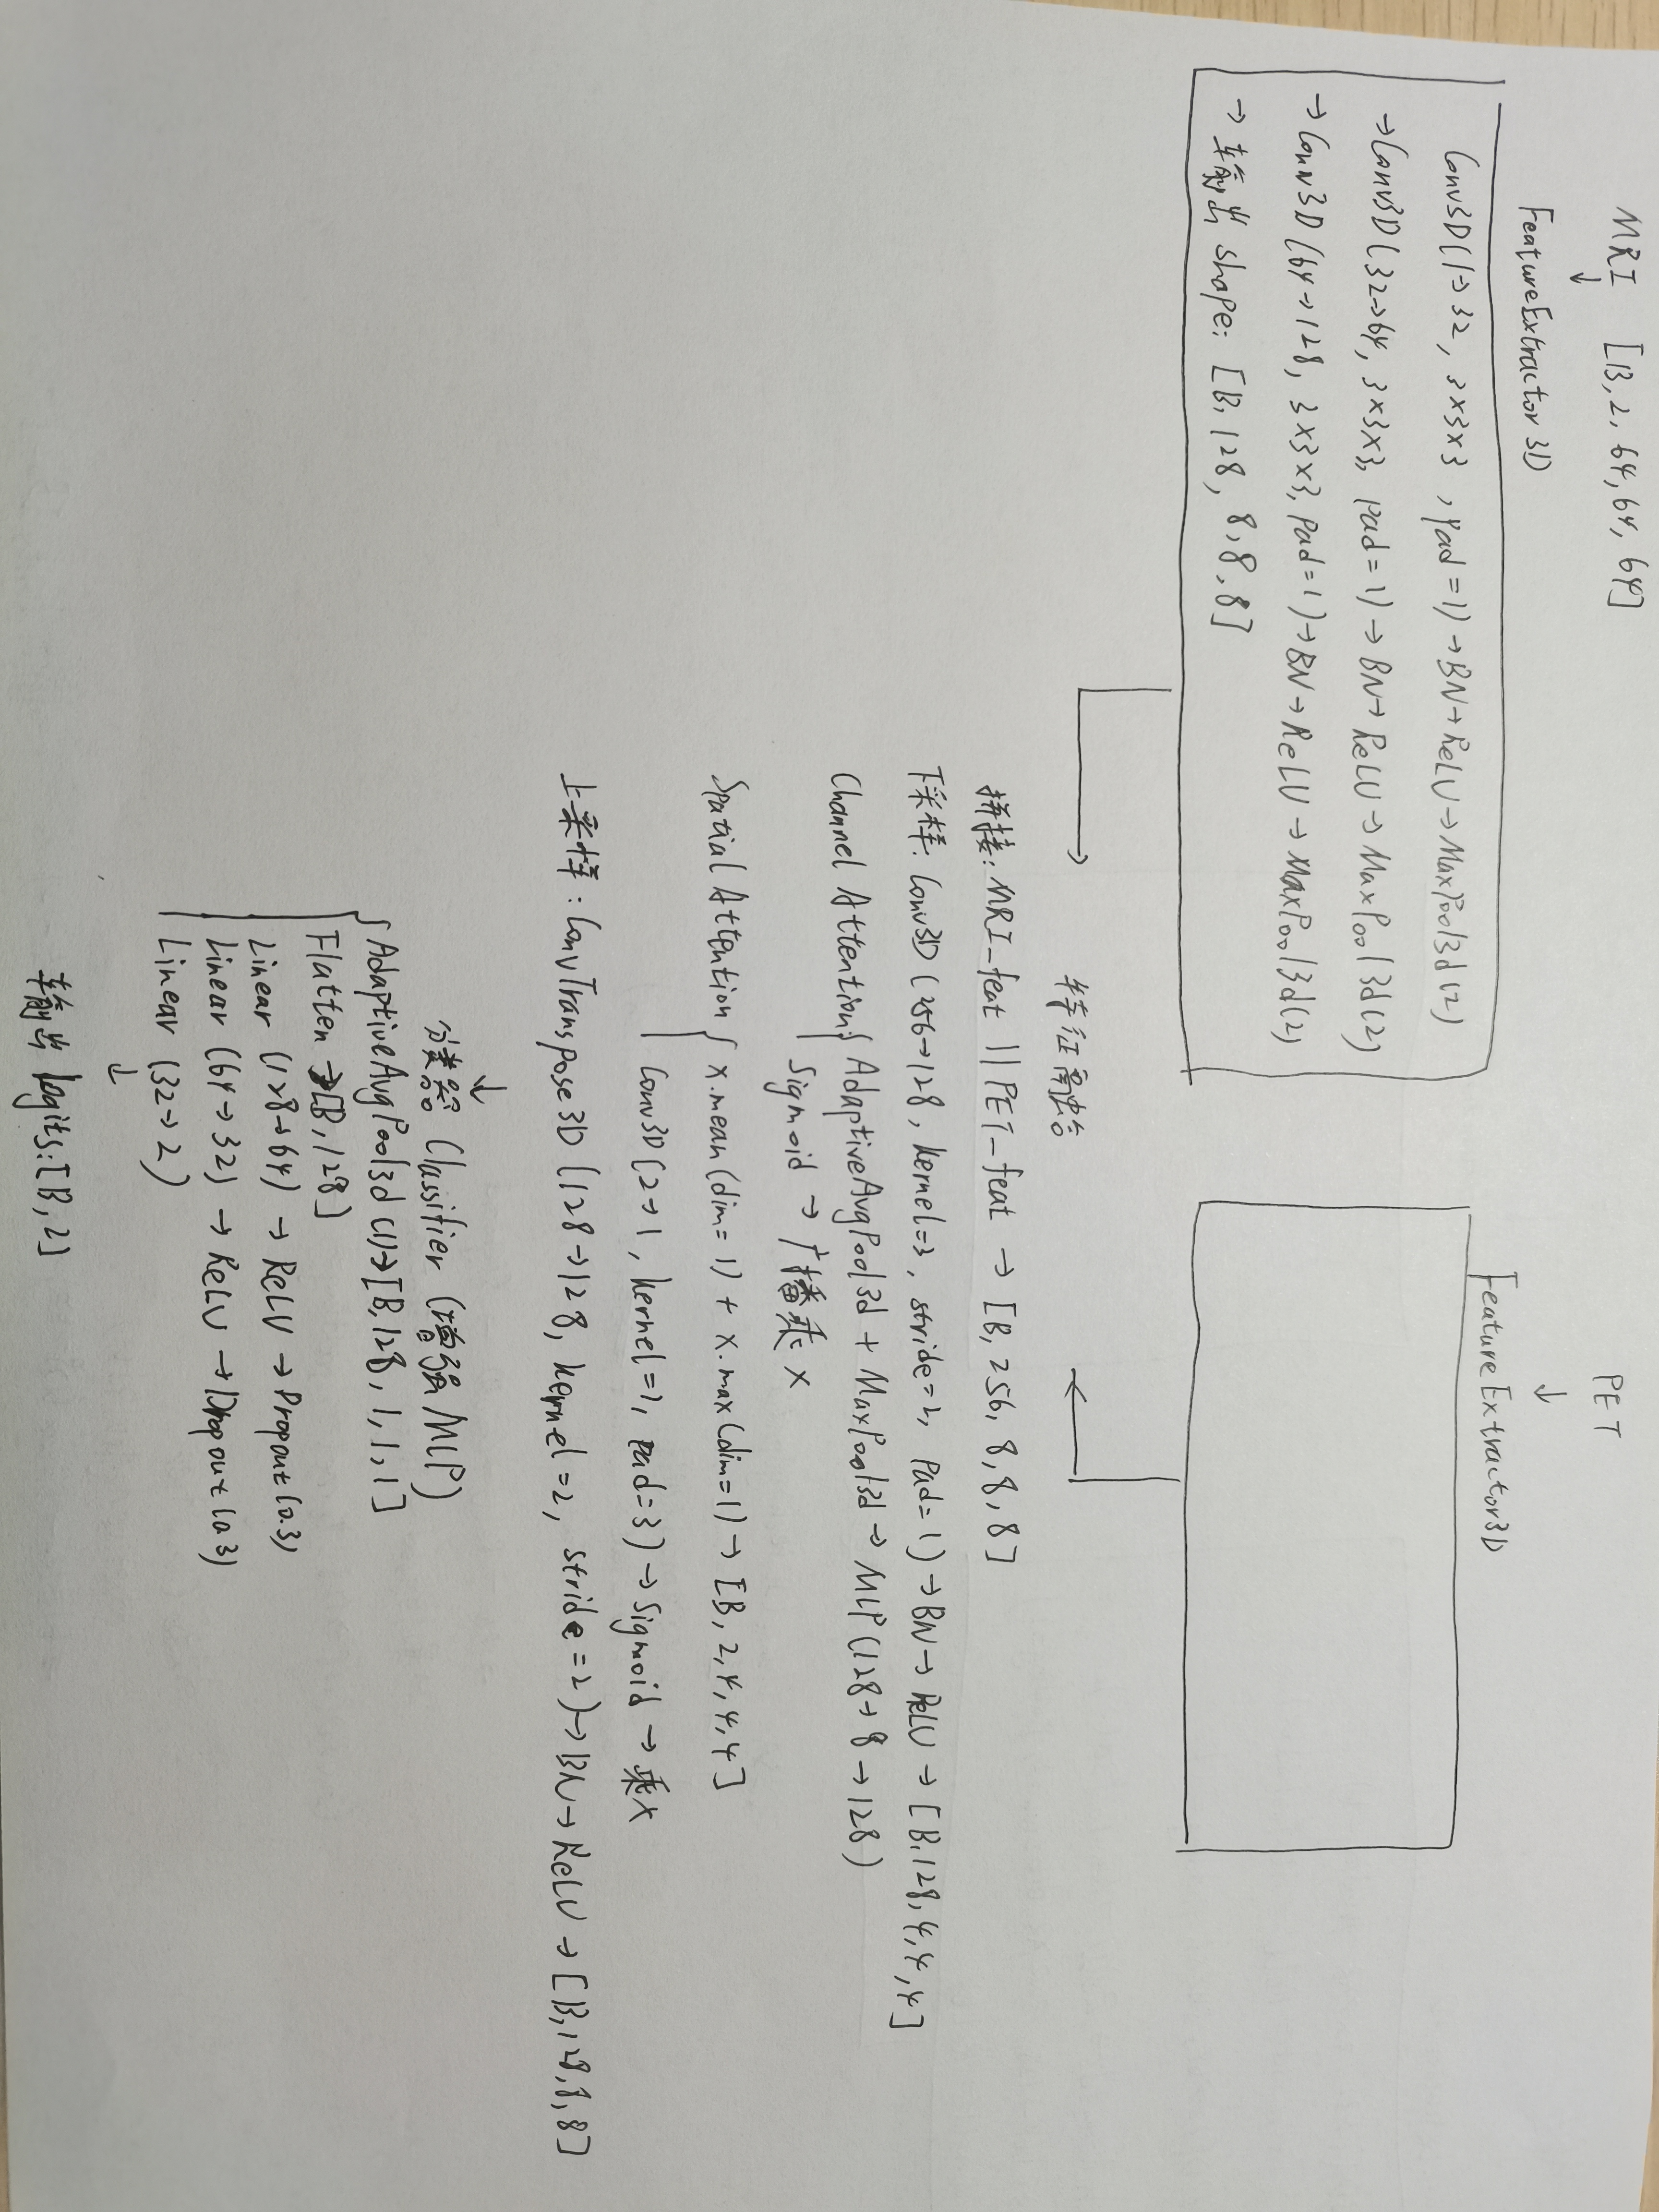 MRI [B,2,64,64,64]
↓
FeatureExtractor 3D
Conv3D(1→32, 3×3×3, pad=1)→BN→ReLU→MaxPool3d(2)
→Conv3D(32→64, 3×3×3, pad=1)→BN→ReLU→MaxPool3d(2)
→Conv3D(64→128, 3×3×3, pad=1)→BN→ReLU→MaxPool3d(2)
→输出 shape: [B,128,8,8,8]
PET
↓
FeatureExtractor3D
特征融合
拼接: MRI_feat || PET_feat → [B,256,8,8,8]
下采样: Conv3D(256→128, kernel=3, stride=2, pad=1)→BN→ReLU→[B,128,4,4,4]
Channel Attention{ AdaptiveAvgPool3d + MaxPool3d→MLP(128→8→128)
Sigmoid → 广播乘 x
Spatial Attention{ x.mean(dim=1) + x.max(dim=1)→[B,2,4,4,4]
Conv3D(2→1, kernel=7, pad=3)→Sigmoid→乘x
上采样: ConvTranspose3D(128→128, kernel=2, stride=2)→BN→ReLU→[B,128,8,8]
↓
分类器 Classifier (增强MLP)
AdaptiveAvgPool3d(1)→[B,128,1,1,1]
Flatten →[B,128]
Linear (128→64) → ReLU → Dropout(0.3)
Linear (64→32) → ReLU → Dropout(0.3)
Linear (32→2)
↓
输出 logits:[B,2]